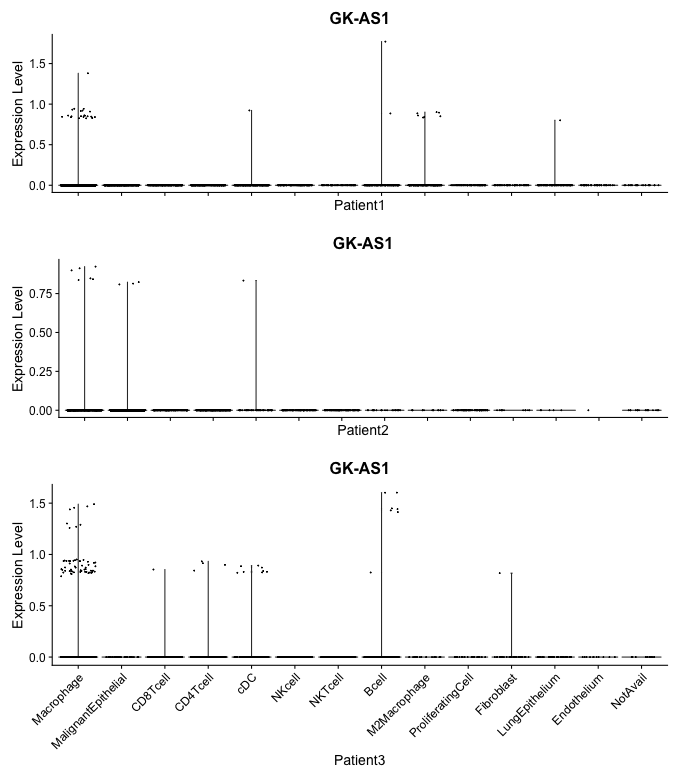 GK-AS1
Expression Level
1.5
1.0
0.5
0.0
Patient1
GK-AS1
Expression Level
0.75
0.50
0.25
0.00
Patient2
GK-AS1
Expression Level
1.5
1.0
0.5
0.0
Macrophage
MalignantEpithelial
CD8Tcell
CD4Tcell
cDC
NKcell
NKTcell
Bcell
M2Macrophage
ProliferatingCell
Fibroblast
LungEpithelium
Endothelium
NotAvail
Patient3